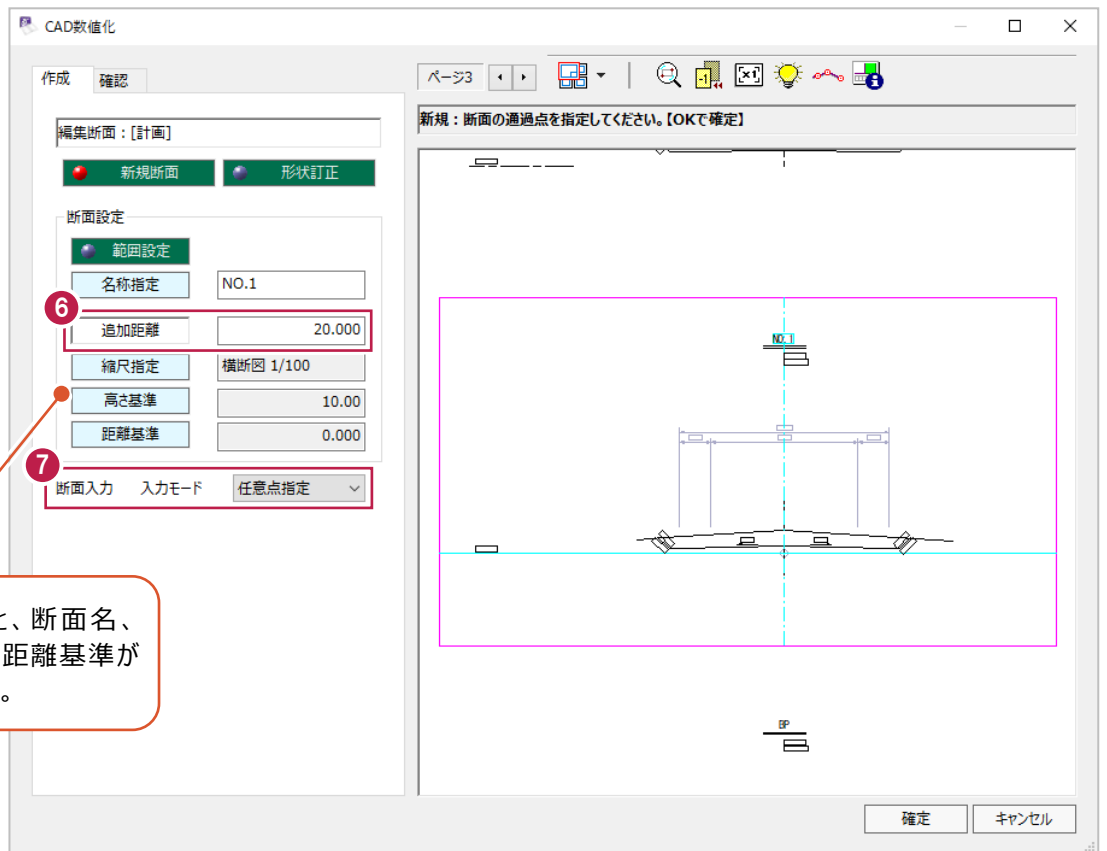 CAD数値化
作成 確認
ページ3
編集断面：[計画]
新規：断面の通過点を指定してください。【OKで確定】
新規断面 形状訂正
断面設定
範囲設定
名称指定 NO.1
6
追加距離 20.000
縮尺指定 横断図 1/100
高さ基準 10.00
距離基準 0.000
7
断面入力 入力モード 任意点指定
と、断面名、
距離基準が
。
NO.1
BP
-1
×1
確定 キャンセル